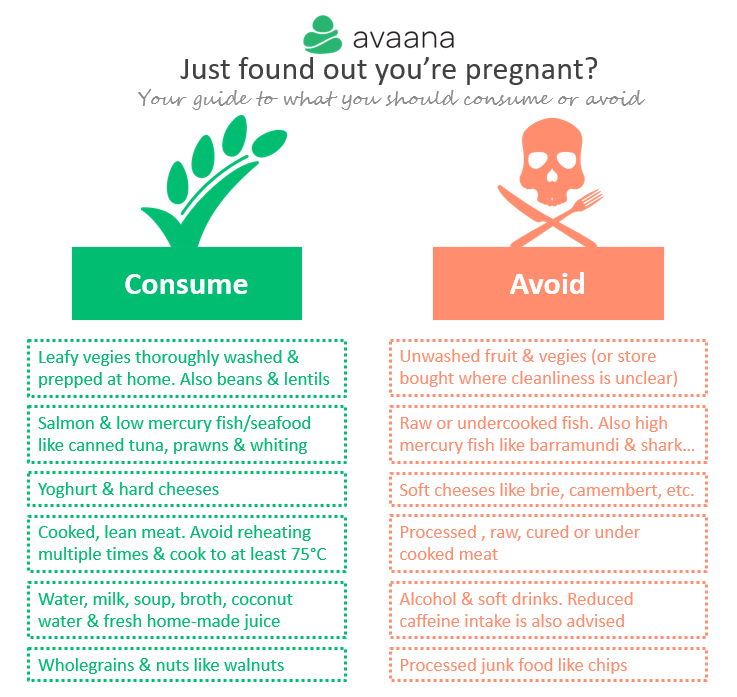 avaana
Just found out you're pregnant?
Your guide to what you should consume or avoid
Consume
Leafy vegies thoroughly washed &
prepped at home. Also beans & lentils
Salmon & low mercury fish/seafood
like canned tuna, prawns & whiting
Yoghurt & hard cheeses
Cooked, lean meat. Avoid reheating
multiple times & cook to at least 75°C
Water, milk, soup, broth, coconut
water & fresh home-made juice
Wholegrains & nuts like walnuts
Avoid
Unwashed fruit & vegies (or store
bought where cleanliness is unclear)
Raw or undercooked fish. Also high
mercury fish like barramundi & shark...
Soft cheeses like brie, camembert, etc.
Processed , raw, cured or under
cooked meat
Alcohol & soft drinks. Reduced
caffeine intake is also advised
Processed junk food like chips